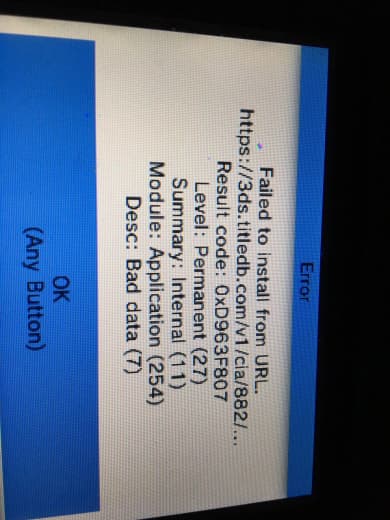 Error
Failed to install from URL.
https://3ds.titledb.com/v1/cia/882/...
Result code: 0xD963F807
Level: Permanent (27)
Summary: Internal (11)
Module: Application (254)
Desc: Bad data (7)
OK
(Any Button)